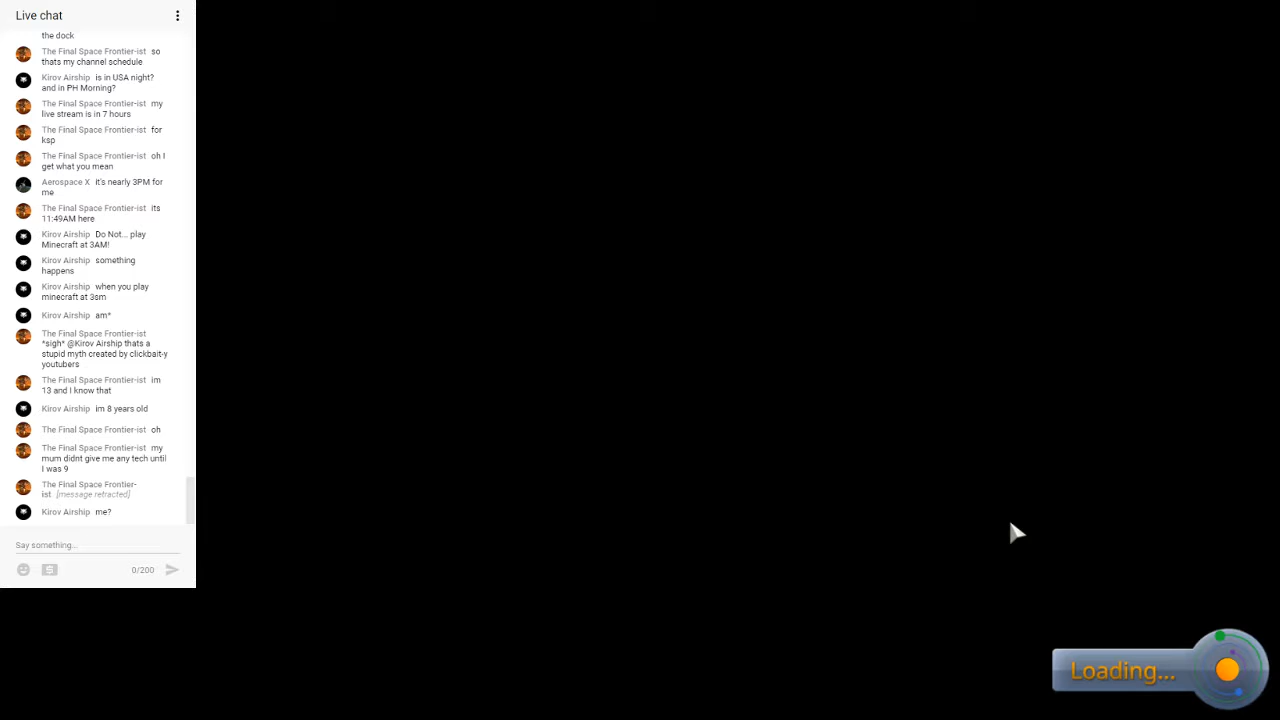 Live chat
the dock
The Final Space Frontier-ist so
thats my channel schedule
Kirov Airship is in USA night?
and in PH Morning?
The Final Space Frontier-ist my
live stream is in 7 hours
The Final Space Frontier-ist for
ksp
The Final Space Frontier-ist oh I
get what you mean
Aerospace X it's nearly 3PM for
me
The Final Space Frontier-ist its
11:49AM here
Kirov Airship Do Not... play
Minecraft at 3AM!
Kirov Airship something
happens
Kirov Airship when you play
minecraft at 3sm
Kirov Airship am*
The Final Space Frontier-ist
*sigh* @Kirov Airship thats a
stupid myth created by clickbait-y
youtubers
The Final Space Frontier-ist im
13 and I know that
Kirov Airship im 8 years old
The Final Space Frontier-ist oh
The Final Space Frontier-ist my
mum didnt give me any tech until
I was 9
The Final Space Frontier-
ist [message retracted]
Kirov Airship me?
Say something...
0/200
Loading...